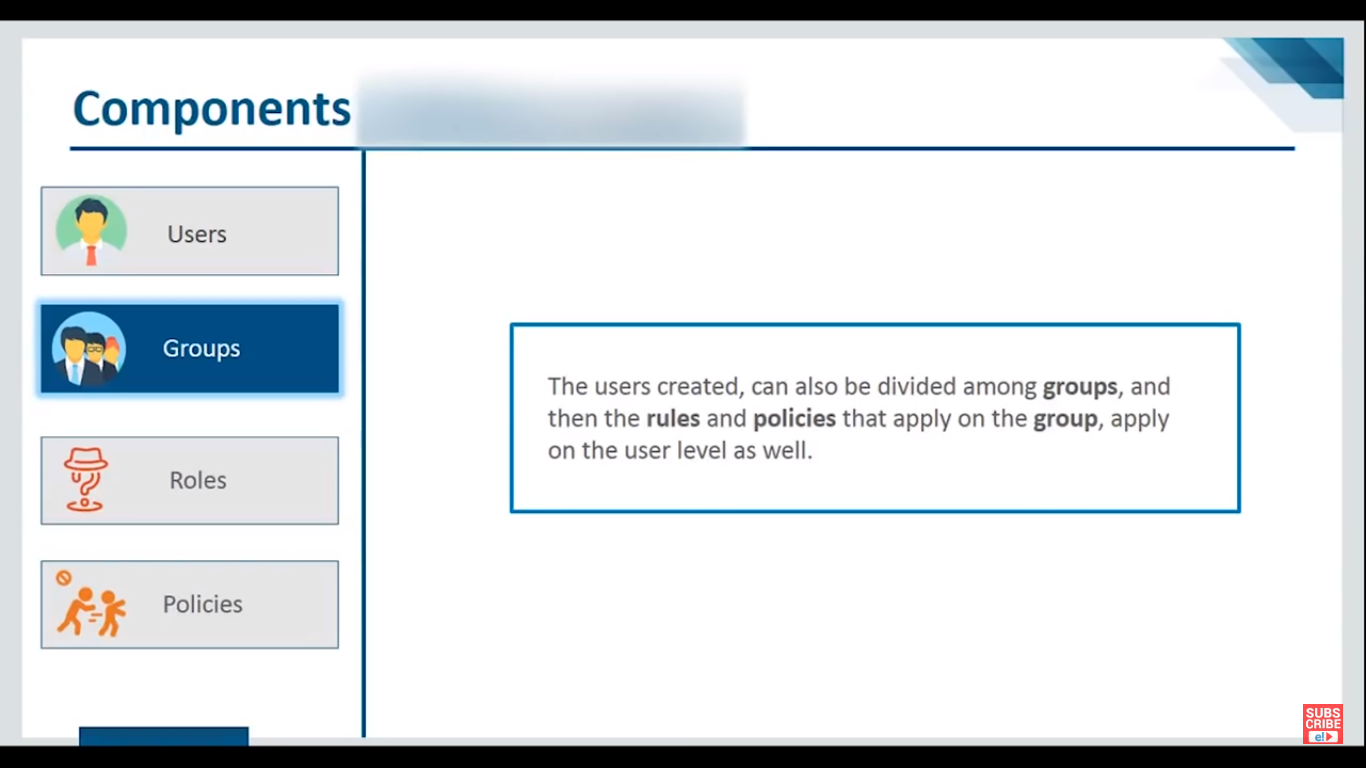 Components
Users
Groups
Roles
Policies
The users created, can also be divided among groups, and
then the rules and policies that apply on the group, apply
on the user level as well.
SUBS
CRIBE
e!